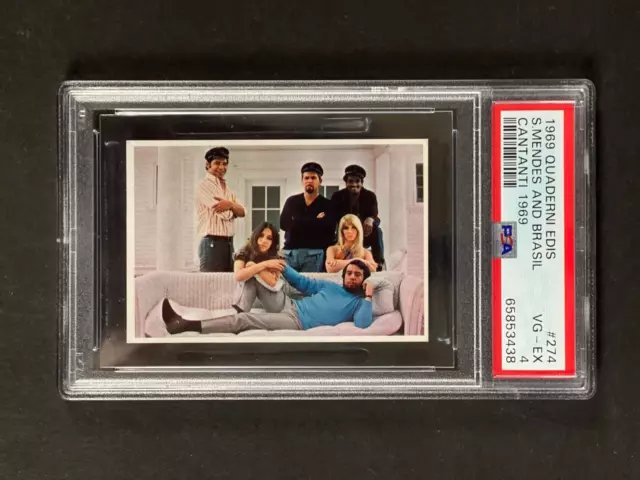 1969 QUADERNI EDIS #274
S.MENDES AND BRASIL VG-EX
CANTANTI 1969 4
PSA 65853438